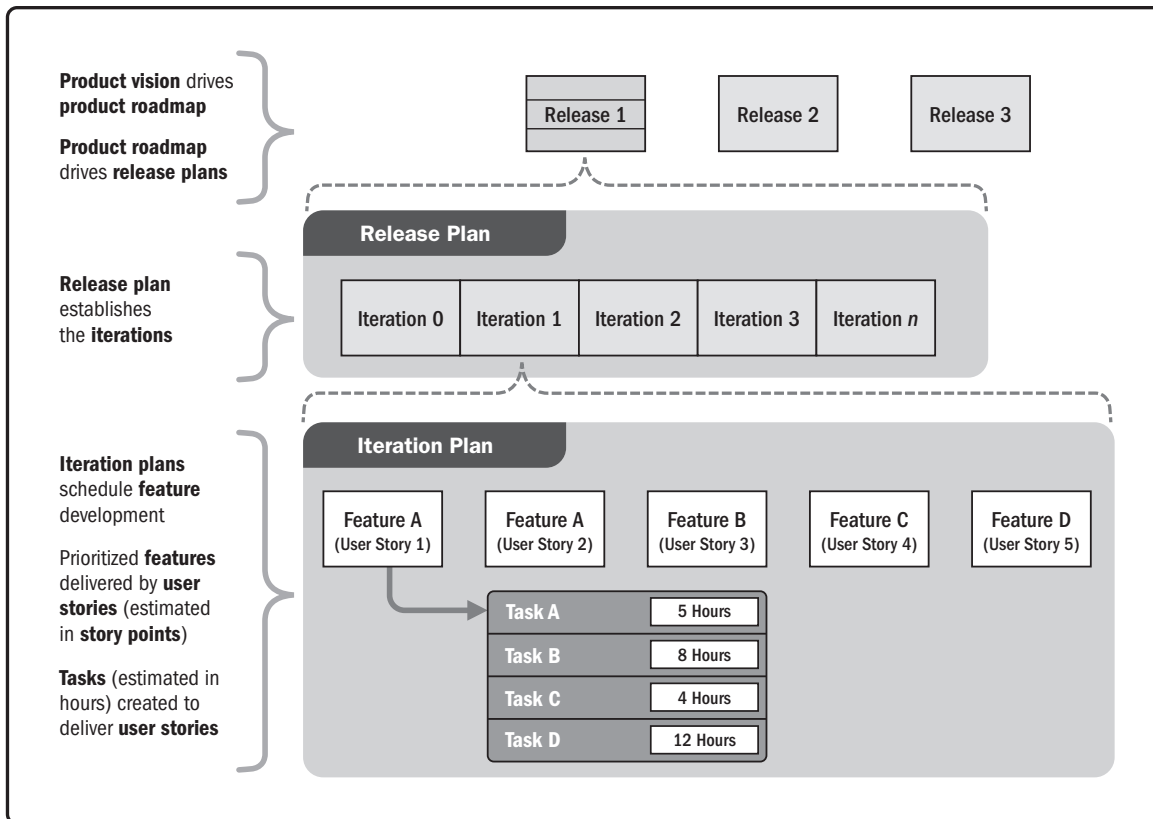 Product vision drives
product roadmap
Product roadmap
drives release plans
Release 1
Release 2
Release 3
Release Plan
Release plan
establishes
the iterations
Iteration 0
Iteration 1
Iteration 2
Iteration 3
Iteration n
Iteration Plan
Iteration plans
schedule feature
development
Prioritized features
delivered by user
stories (estimated
in story points)
Tasks (estimated in
hours) created to
deliver user stories
Feature A
(User Story 1)
Feature A
(User Story 2)
Feature B
(User Story 3)
Feature C
(User Story 4)
Feature D
(User Story 5)
Task A
5 Hours
Task B
8 Hours
Task C
4 Hours
Task D
12 Hours